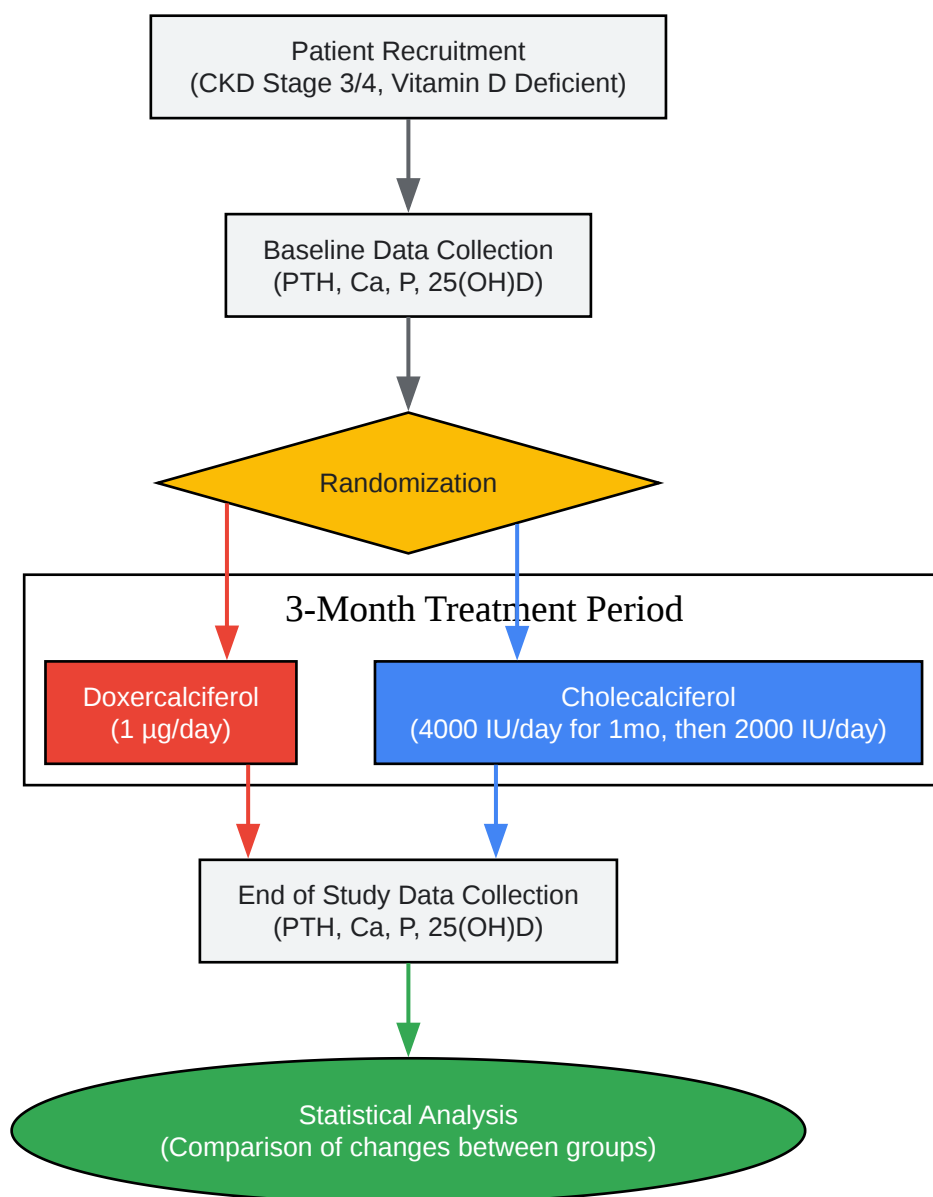 Patient Recruitment
(CKD Stage 3/4, Vitamin D Deficient)
Baseline Data Collection
(PTH, Ca, P, 25(OH)D)
Randomization
3-Month Treatment Period
Doxercalciferol
(1 µg/day)
Cholecalciferol
(4000 IU/day for 1mo, then 2000 IU/day)
End of Study Data Collection
(PTH, Ca, P, 25(OH)D)
Statistical Analysis
(Comparison of changes between groups)